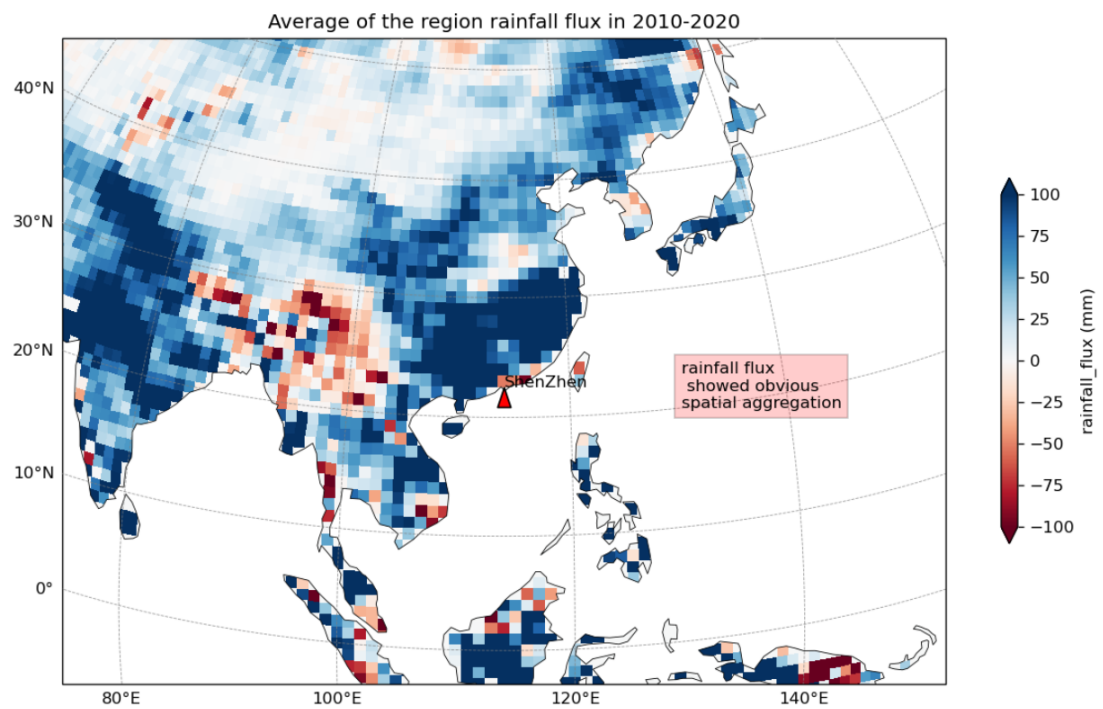 Average of the region rainfall flux in 2010-2020
40°N
30°N
20°N
10°N
0°
80°E
100°E
120°E
140°E
ShenZhen
rainfall flux
showed obvious
spatial aggregation
100
75
50
25
0
−25
−50
−75
−100
rainfall_flux (mm)